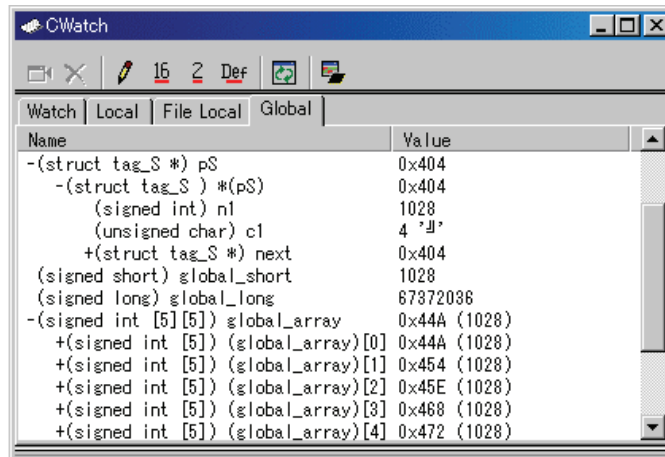 CWatch
16 2 Def
Watch Local File Local Global
Name Value
-(struct tag_S *) pS 0x404
-(struct tag_S ) *(pS) 0x404
(signed int) n1 1028
(unsigned char) c1 4 '┘'
+(struct tag_S *) next 0x404
(signed short) global_short 1028
(signed long) global_long 67372036
-(signed int [5][5]) global_array 0x44A (1028)
+(signed int [5]) (global_array)[0] 0x44A (1028)
+(signed int [5]) (global_array)[1] 0x454 (1028)
+(signed int [5]) (global_array)[2] 0x45E (1028)
+(signed int [5]) (global_array)[3] 0x468 (1028)
+(signed int [5]) (global_array)[4] 0x472 (1028)